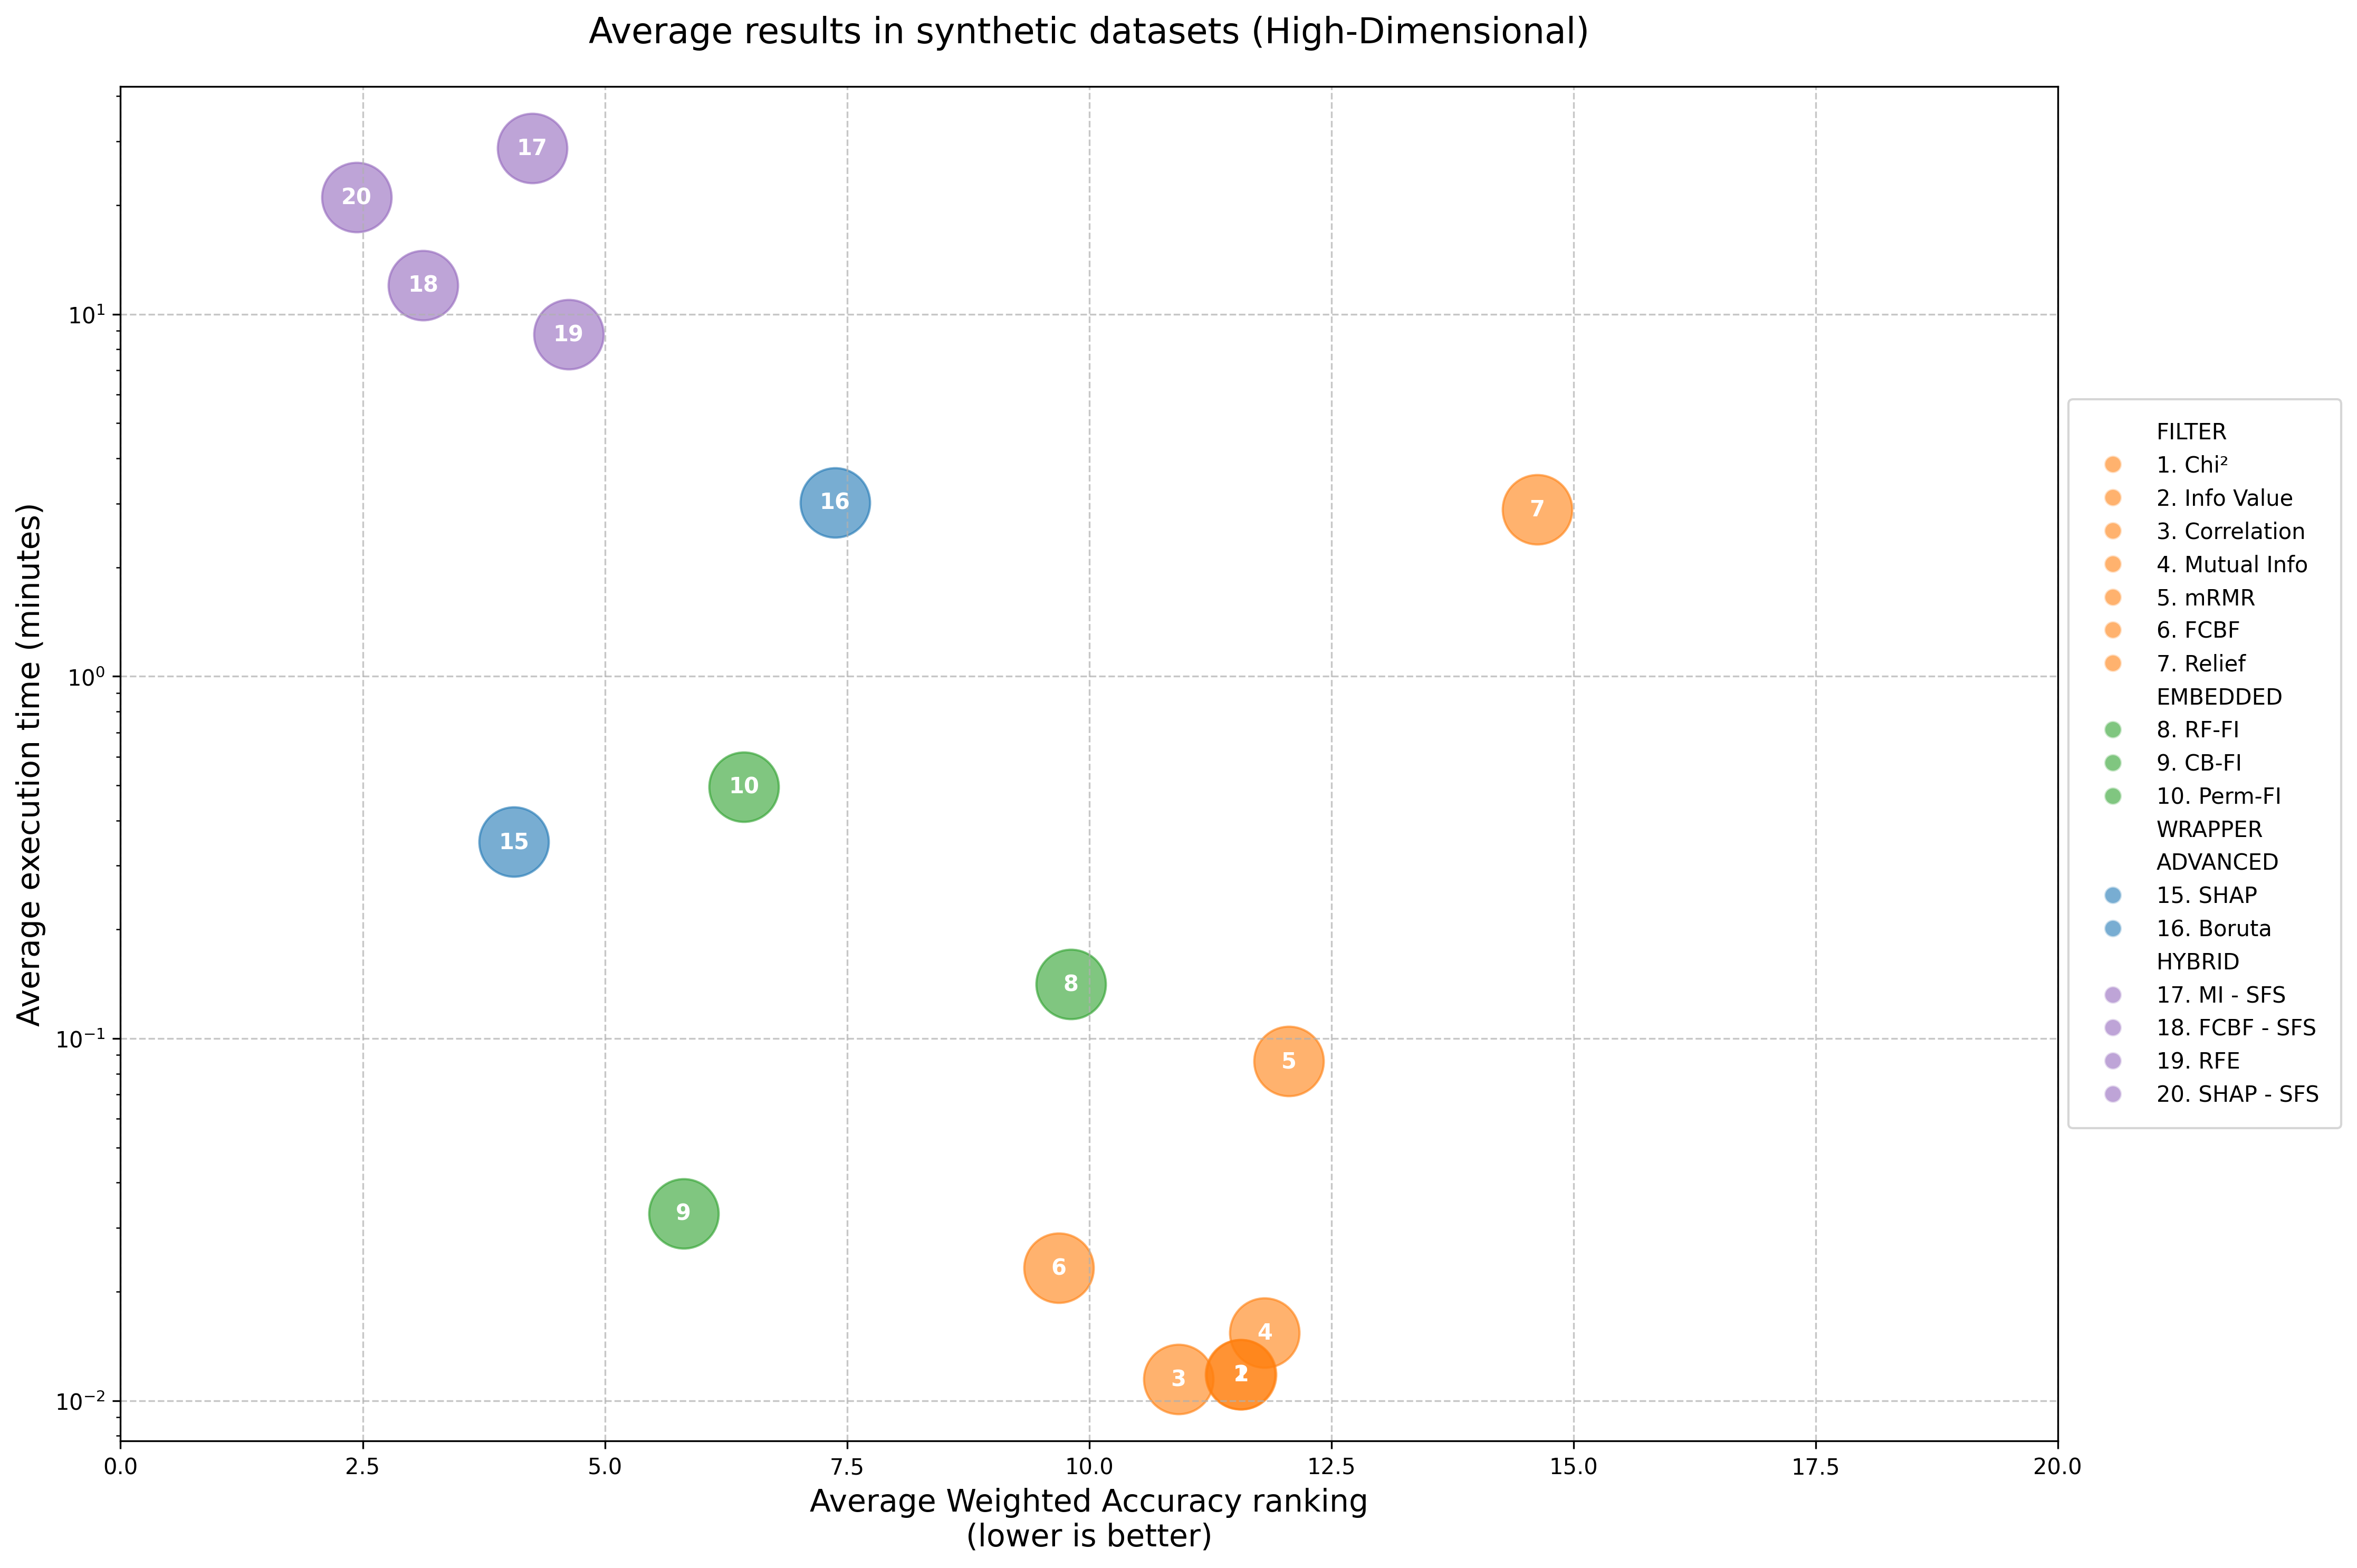 Average results in synthetic datasets (High-Dimensional)
17
20
18
10¹
19
16
7
10⁰
10
15
8
10⁻¹
5
9
6
4
3
1
2
10⁻²
0.0
2.5
5.0
7.5
10.0
12.5
15.0
17.5
20.0
Average execution time (minutes)
Average Weighted Accuracy ranking
(lower is better)
FILTER
1. Chi²
2. Info Value
3. Correlation
4. Mutual Info
5. mRMR
6. FCBF
7. Relief
EMBEDDED
8. RF-FI
9. CB-FI
10. Perm-FI
WRAPPER
ADVANCED
15. SHAP
16. Boruta
HYBRID
17. MI - SFS
18. FCBF - SFS
19. RFE
20. SHAP - SFS